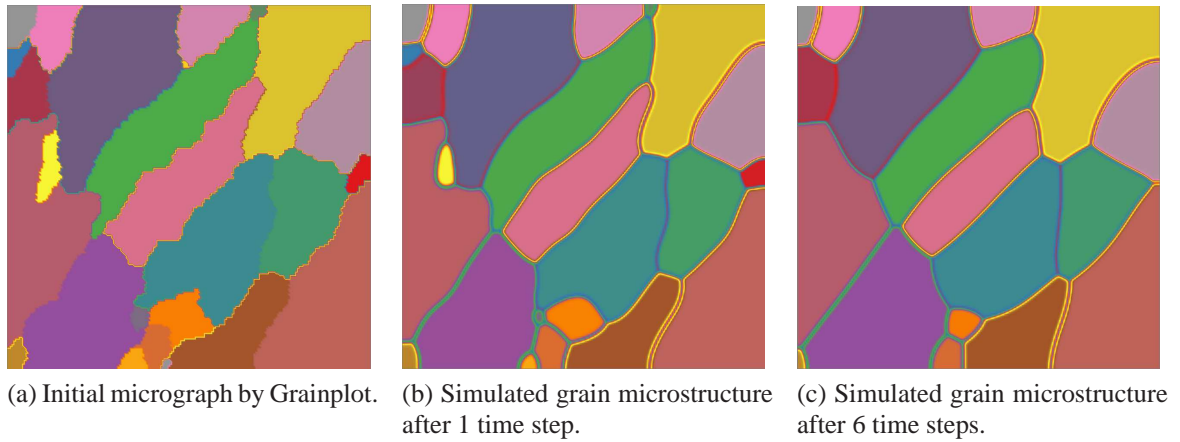 (a) Initial micrograph by Grainplot.
(b) Simulated grain microstructure
after 1 time step.
(c) Simulated grain microstructure
after 6 time steps.